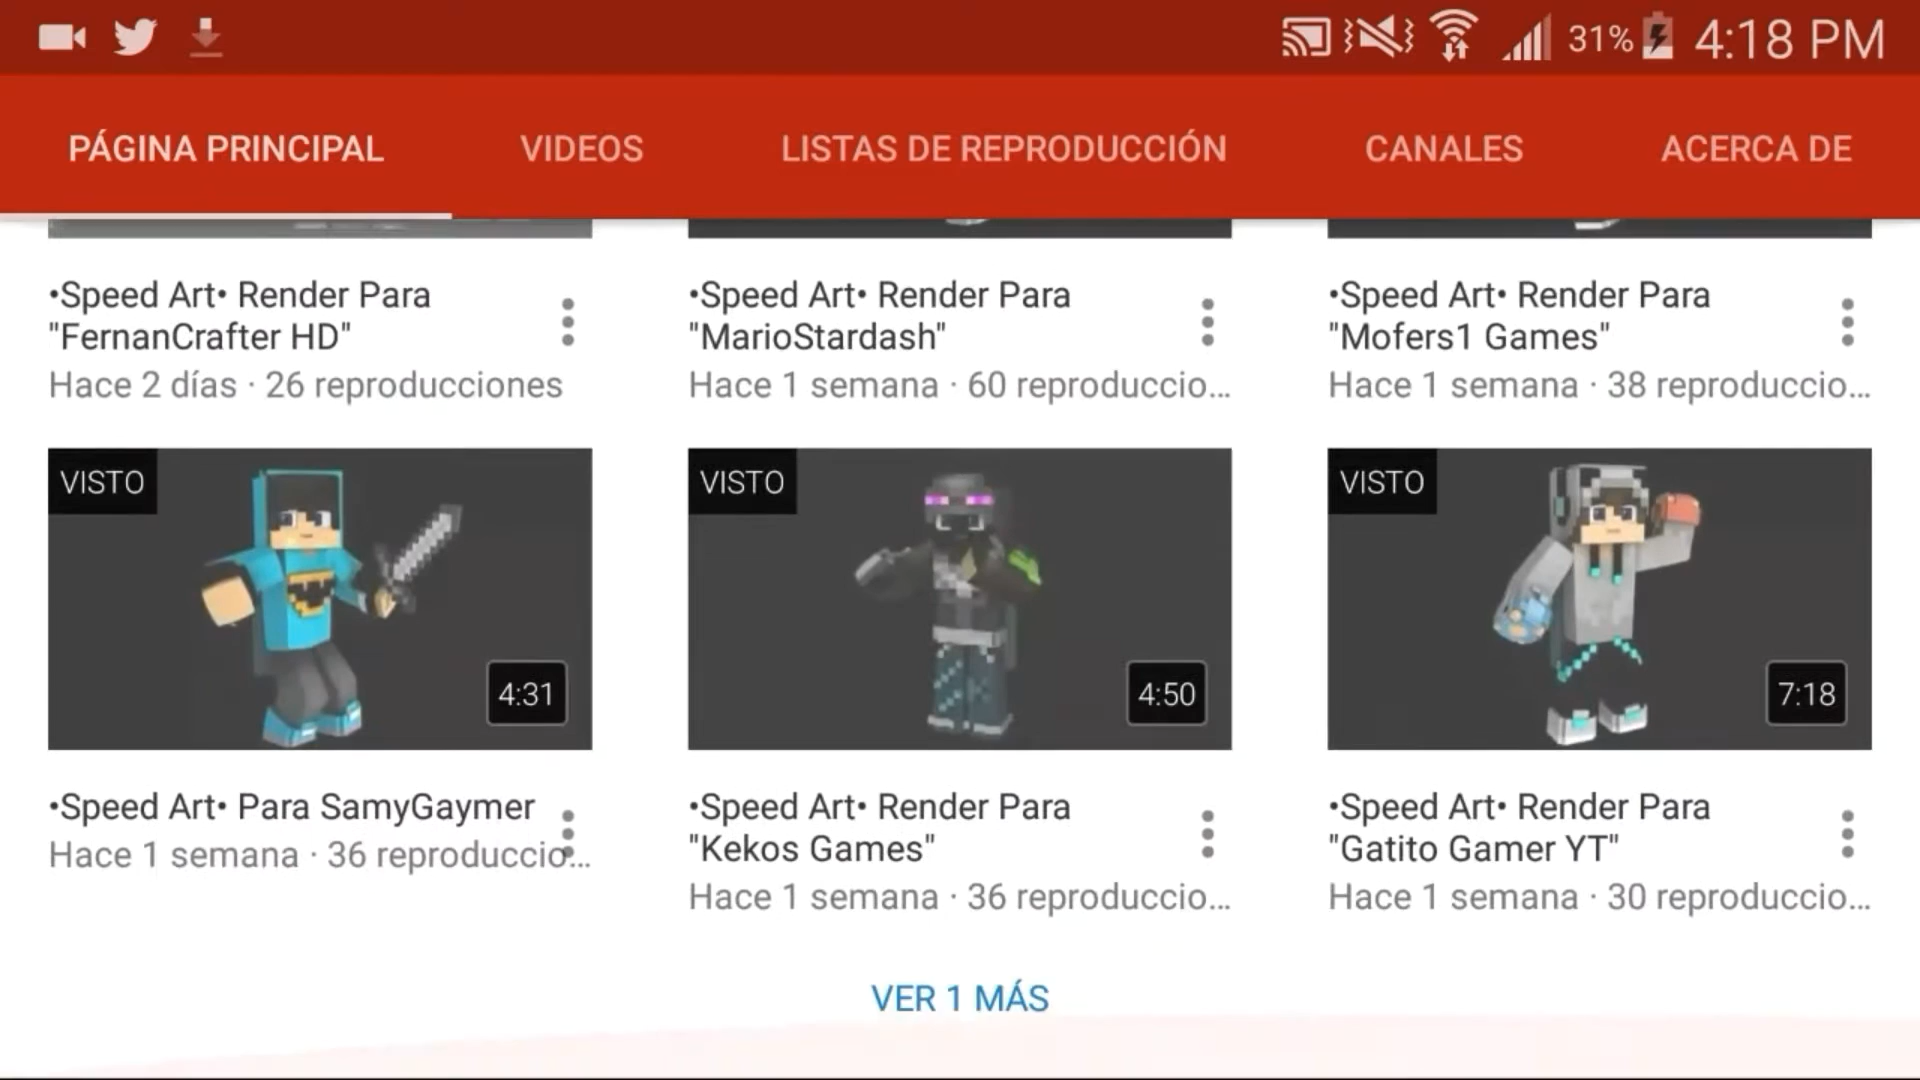 31% 4:18 PM
PÁGINA PRINCIPAL VIDEOS LISTAS DE REPRODUCCIÓN CANALES ACERCA DE
•Speed Art• Render Para
"FernanCrafter HD"
Hace 2 días · 26 reproducciones
•Speed Art• Render Para
"MarioStardash"
Hace 1 semana · 60 reproduccio...
•Speed Art• Render Para
"Mofers1 Games"
Hace 1 semana · 38 reproduccio...
VISTO
4:31
VISTO
4:50
VISTO
7:18
•Speed Art• Para SamyGaymer
Hace 1 semana · 36 reproduccio...
•Speed Art• Render Para
"Kekos Games"
Hace 1 semana · 36 reproduccio...
•Speed Art• Render Para
"Gatito Gamer YT"
Hace 1 semana · 30 reproduccio...
VER 1 MÁS